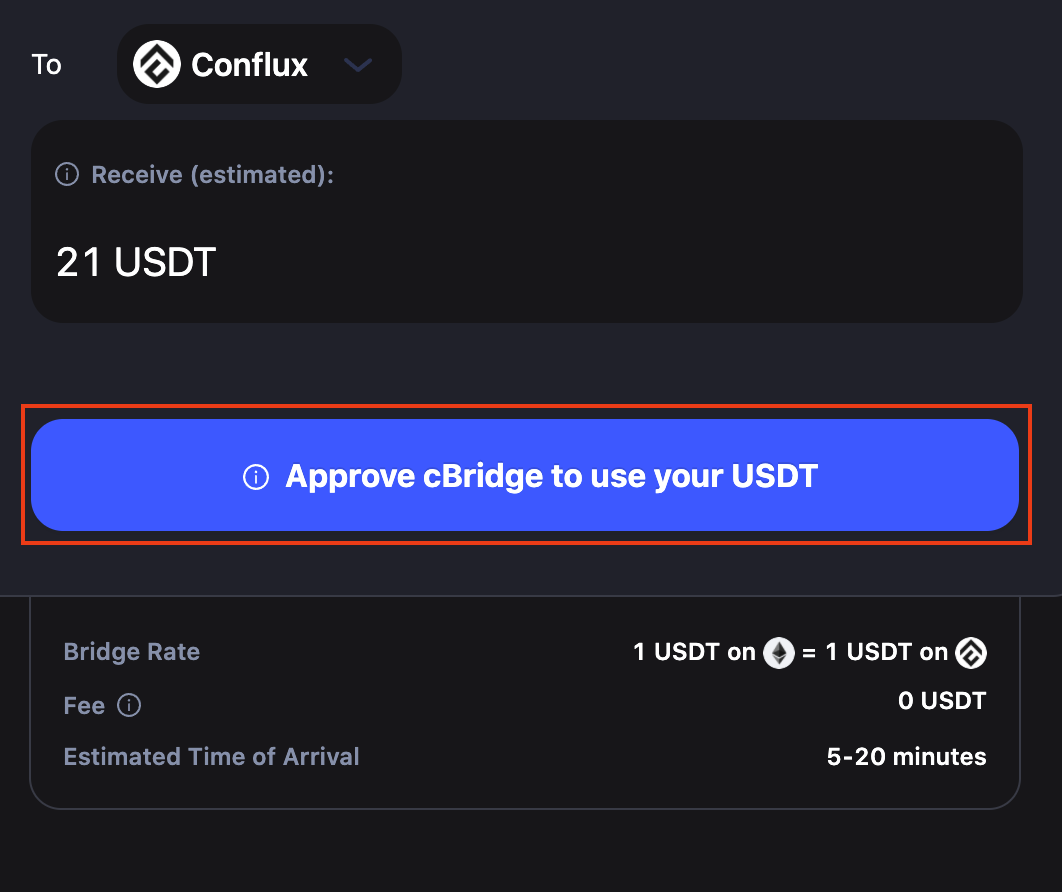 To Conflux
Receive (estimated):
21 USDT
Approve cBridge to use your USDT
Bridge Rate 1 USDT on = 1 USDT on
Fee 0 USDT
Estimated Time of Arrival 5-20 minutes